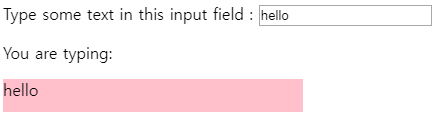 Type some text in this input field : hello
You are typing:
hello